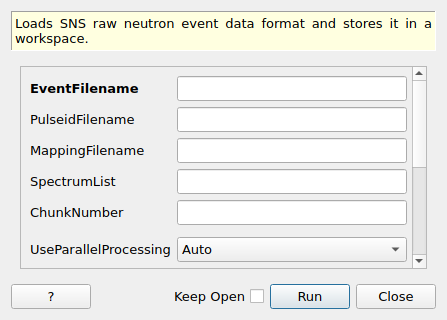 Loads SNS raw neutron event data format and stores it in a
workspace.
EventFilename
PulseidFilename
MappingFilename
SpectrumList
ChunkNumber
UseParallelProcessing Auto
? Keep Open Run Close